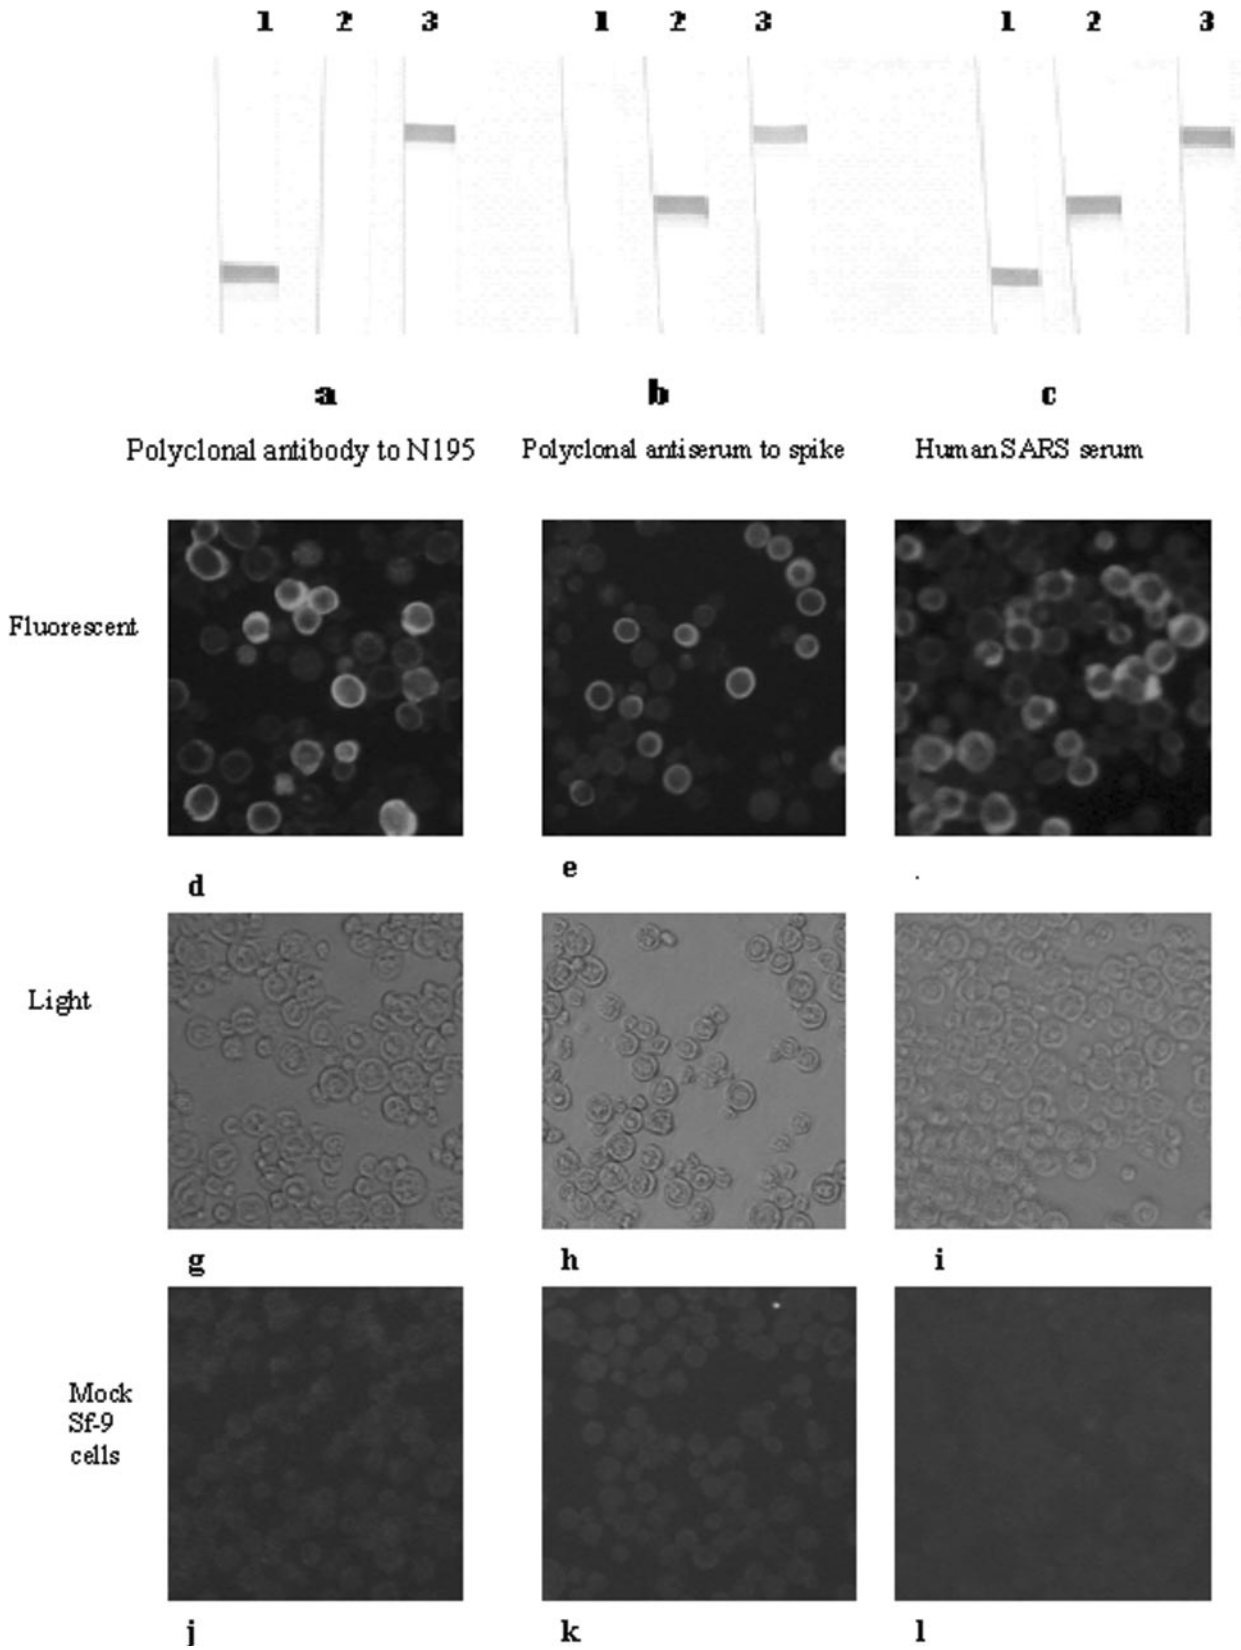 1 2 3 1 2 3 1 2 3
a b c
Polyclonal antibody to N195 Polyclonal antiserum to spike Human SARS serum
Fluorescent
d e .
Light
g h i
Mock
Sf-9
cells
j k l